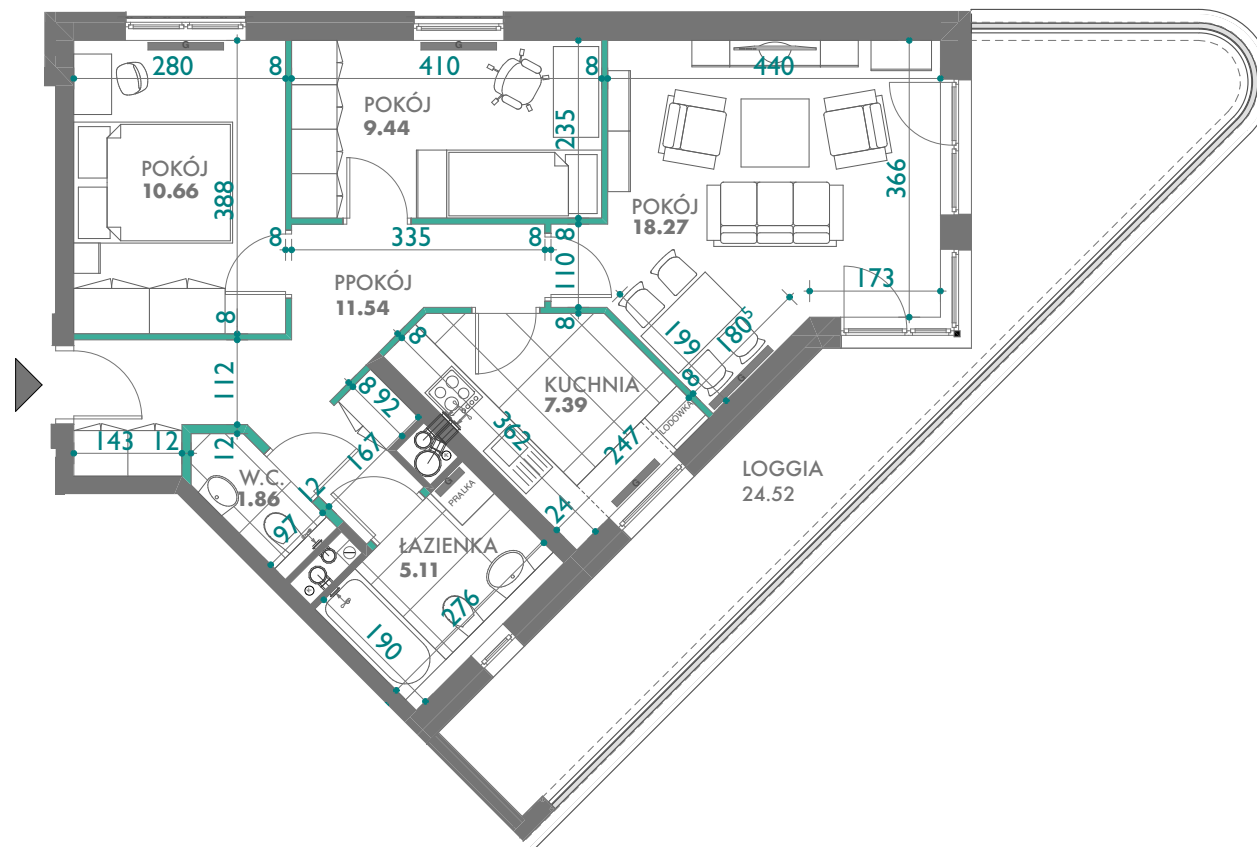 G
G
280
8
410
8
440
POKÓJ
9.44
235
POKÓJ
10.66
388
366
POKÓJ
18.27
8
335
8
8
110
PPOKÓJ
11.54
173
8
8
199
180⁵
8
112
8
92
KUCHNIA
7.39
8
G
LODÓWKA
362
247
143
12
12
167
W.C.
1.86
12
G
PRALKA
G
24
LOGGIA
24.52
97
ŁAZIENKA
5.11
276
190